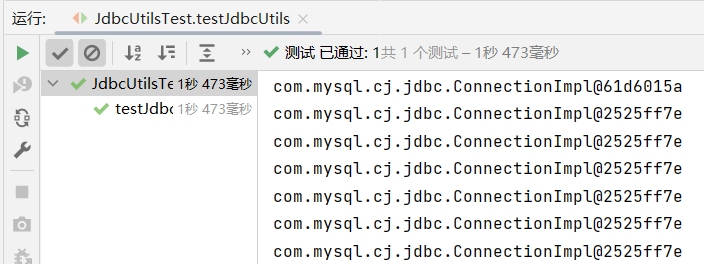 运行: JdbcUtilsTest.testJdbcUtils
测试 已通过: 1共 1 个测试 – 1秒 473毫秒
JdbcUtilsTe 1秒 473毫秒
testJdbc 1秒 473毫秒
com.mysql.cj.jdbc.ConnectionImpl@61d6015a
com.mysql.cj.jdbc.ConnectionImpl@2525ff7e
com.mysql.cj.jdbc.ConnectionImpl@2525ff7e
com.mysql.cj.jdbc.ConnectionImpl@2525ff7e
com.mysql.cj.jdbc.ConnectionImpl@2525ff7e
com.mysql.cj.jdbc.ConnectionImpl@2525ff7e
com.mysql.cj.jdbc.ConnectionImpl@2525ff7e